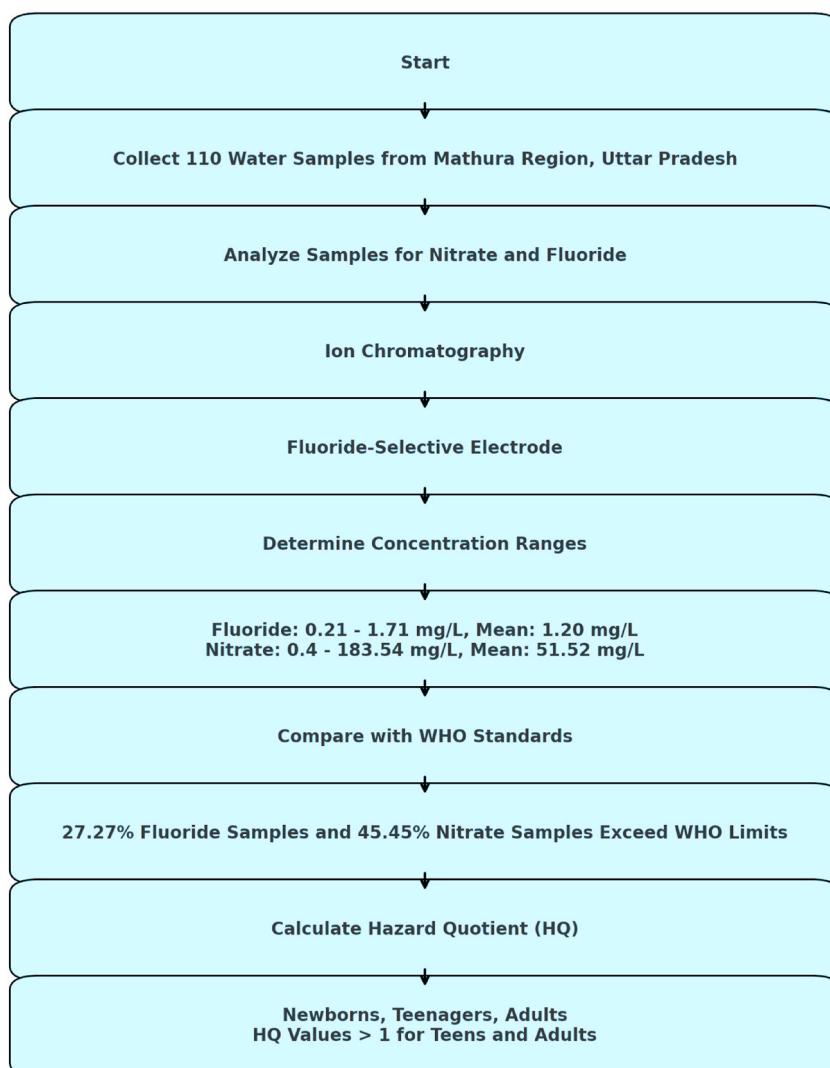 Start
Collect 110 Water Samples from Mathura Region, Uttar Pradesh
Analyze Samples for Nitrate and Fluoride
Ion Chromatography
Fluoride-Selective Electrode
Determine Concentration Ranges
Fluoride: 0.21 - 1.71 mg/L, Mean: 1.20 mg/L
Nitrate: 0.4 - 183.54 mg/L, Mean: 51.52 mg/L
Compare with WHO Standards
27.27% Fluoride Samples and 45.45% Nitrate Samples Exceed WHO Limits
Calculate Hazard Quotient (HQ)
Newborns, Teenagers, Adults
HQ Values > 1 for Teens and Adults